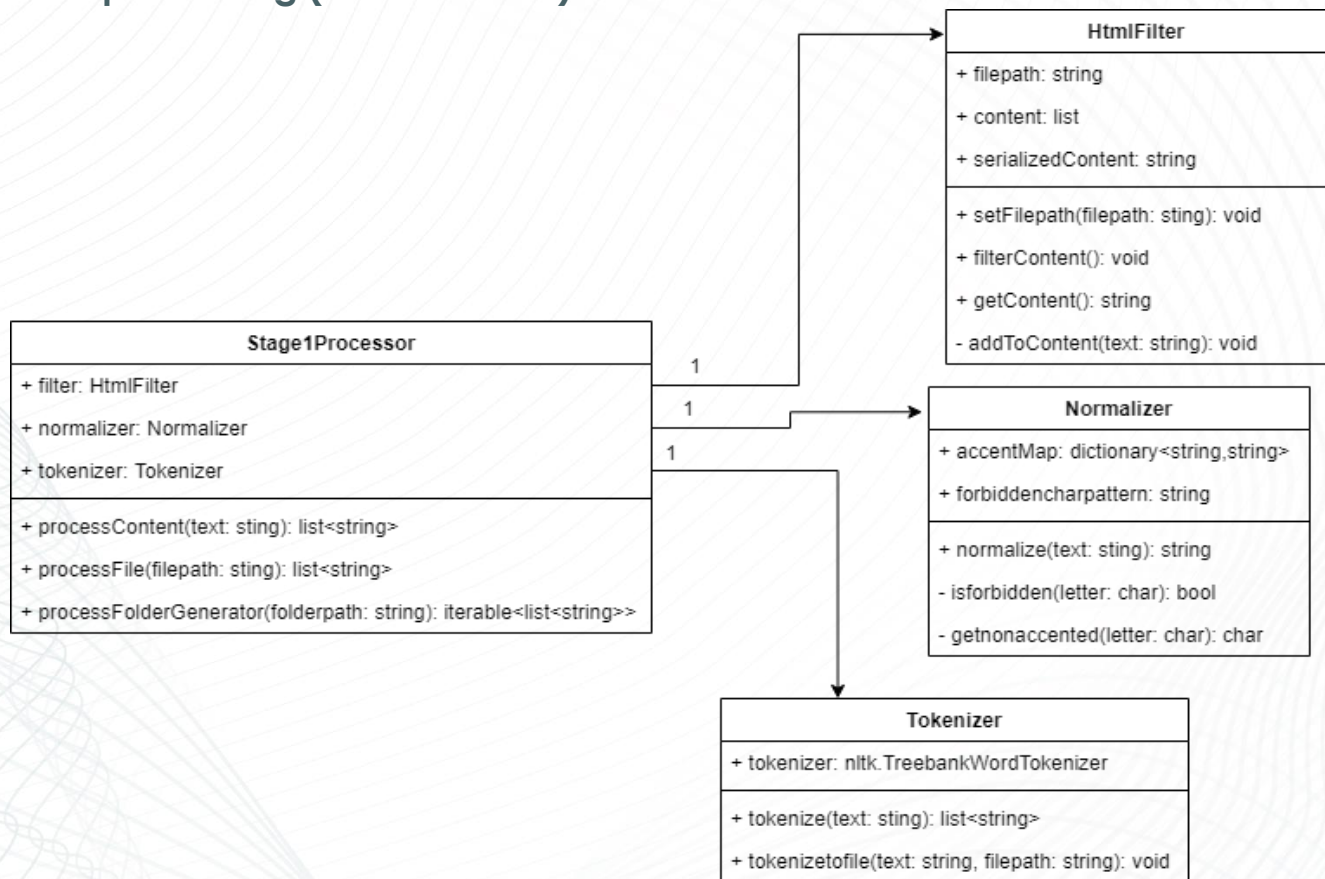 HtmlFilter
+ filepath: string
+ content: list
+ serializedContent: string
+ setFilepath(filepath: sting): void
+ filterContent(): void
+ getContent(): string
- addToContent(text: string): void
Stage1Processor
+ filter: HtmlFilter
+ normalizer: Normalizer
+ tokenizer: Tokenizer
+ processContent(text: sting): list<string>
+ processFile(filepath: sting): list<string>
+ processFolderGenerator(folderpath: string): iterable<list<string>>
1
1
1
Normalizer
+ accentMap: dictionary<string,string>
+ forbiddencharpattern: string
+ normalize(text: sting): string
- isforbidden(letter: char): bool
- getnonaccented(letter: char): char
Tokenizer
+ tokenizer: nltk.TreebankWordTokenizer
+ tokenize(text: sting): list<string>
+ tokenizetofile(text: string, filepath: string): void